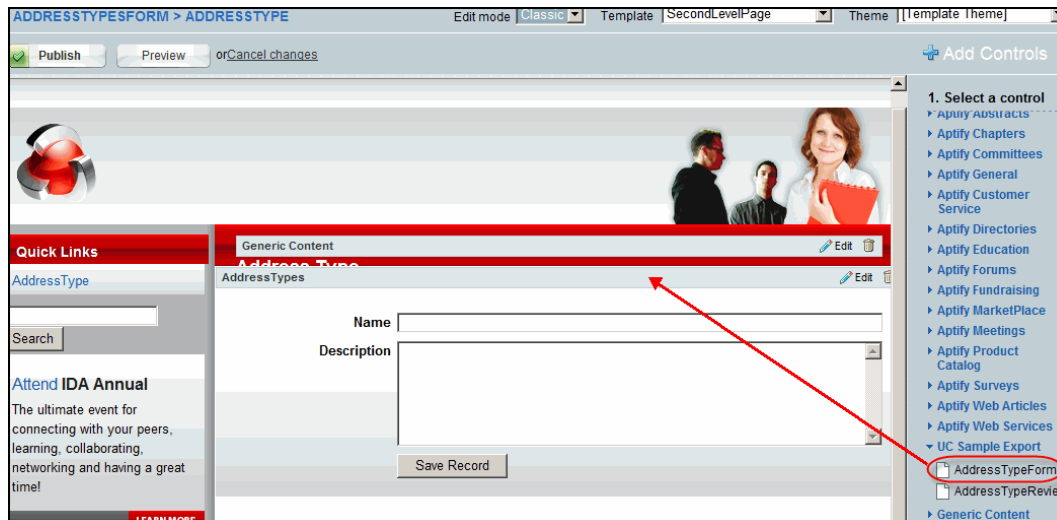 ADDRESSTYPESFORM > ADDRESSTYPE
Edit mode Classic Template SecondLevelPage Theme [Template Theme]
Publish Preview orCancel changes
Add Controls
1. Select a control
Aptify Abstracts
Aptify Chapters
Aptify Committees
Aptify General
Aptify Customer
Service
Aptify Directories
Aptify Education
Aptify Forums
Aptify Fundraising
Aptify MarketPlace
Aptify Meetings
Aptify Product
Catalog
Aptify Surveys
Aptify Web Articles
Aptify Web Services
UC Sample Export
AddressTypeForm
AddressTypeRevie
Generic Content
Quick Links
AddressType
Search
Attend IDA Annual
The ultimate event for
connecting with your peers,
learning, collaborating,
networking and having a great
time!
LEARN MORE
Generic Content Edit
Address Type
AddressTypes Edit
Name
Description
Save Record